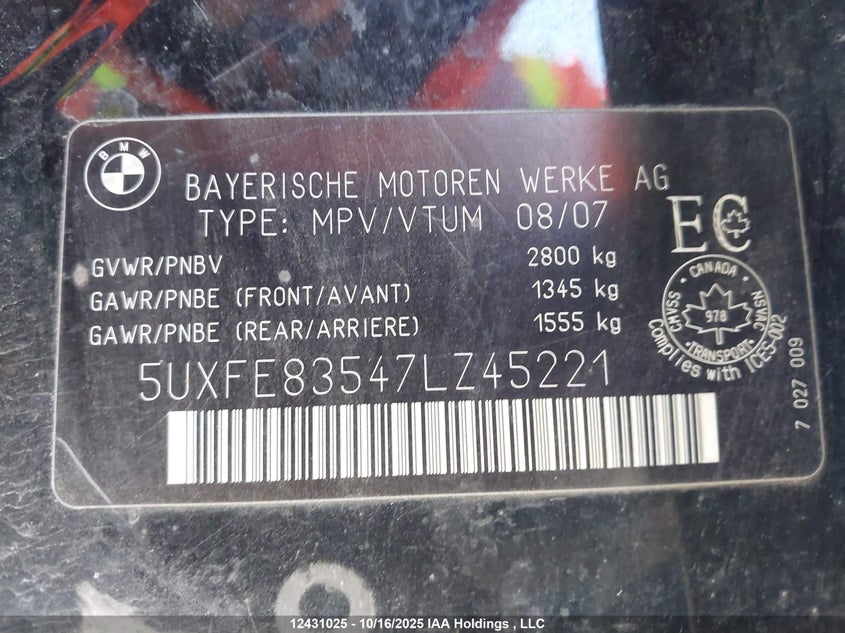 BMW
BAYERISCHE MOTOREN WERKE AG
TYPE: MPV/VTUM 08/07
EC
GVWR/PNBV 2800 kg
GAWR/PNBE (FRONT/AVANT) 1345 kg
GAWR/PNBE (REAR/ARRIERE) 1555 kg
CANADA
CMVSS
NSVAC
978
TRANSPORT
Complies with ICES-002
5UXFE83547LZ45221
7 027 009
12431025 - 10/16/2025 IAA Holdings , LLC